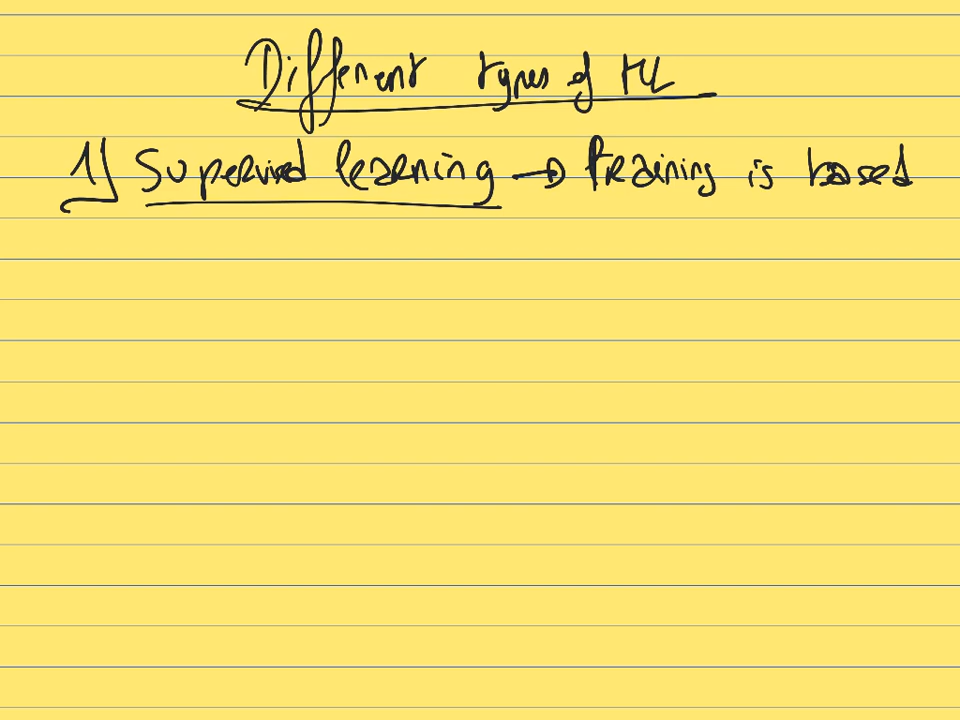 Different types of ML
1) Supervised learning → training is based